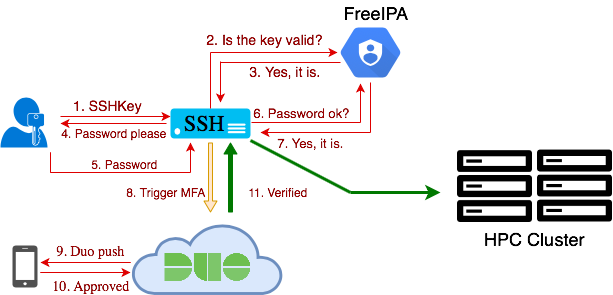 FreeIPA
2. Is the key valid?
3. Yes, it is.
1. SSHKey
6. Password ok?
SSH
4. Password please
7. Yes, it is.
5. Password
8. Trigger MFA
11. Verified
HPC Cluster
9. Duo push
DUO
10. Approved